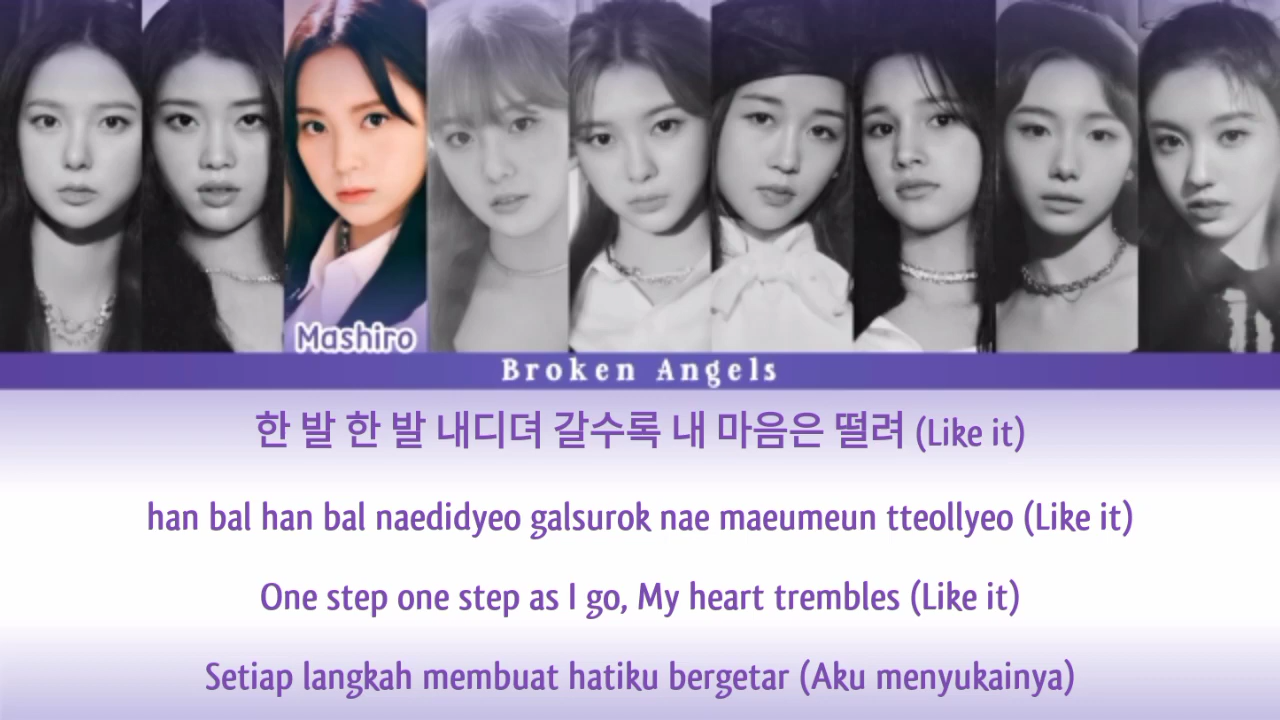 Mashiro
Broken Angels
한 발 한 발 내디뎌 갈수록 내 마음은 떨려 (Like it)
han bal han bal naedidyeo galsurok nae maeumeun tteollyeo (Like it)
One step one step as I go, My heart trembles (Like it)
Setiap langkah membuat hatiku bergetar (Aku menyukainya)